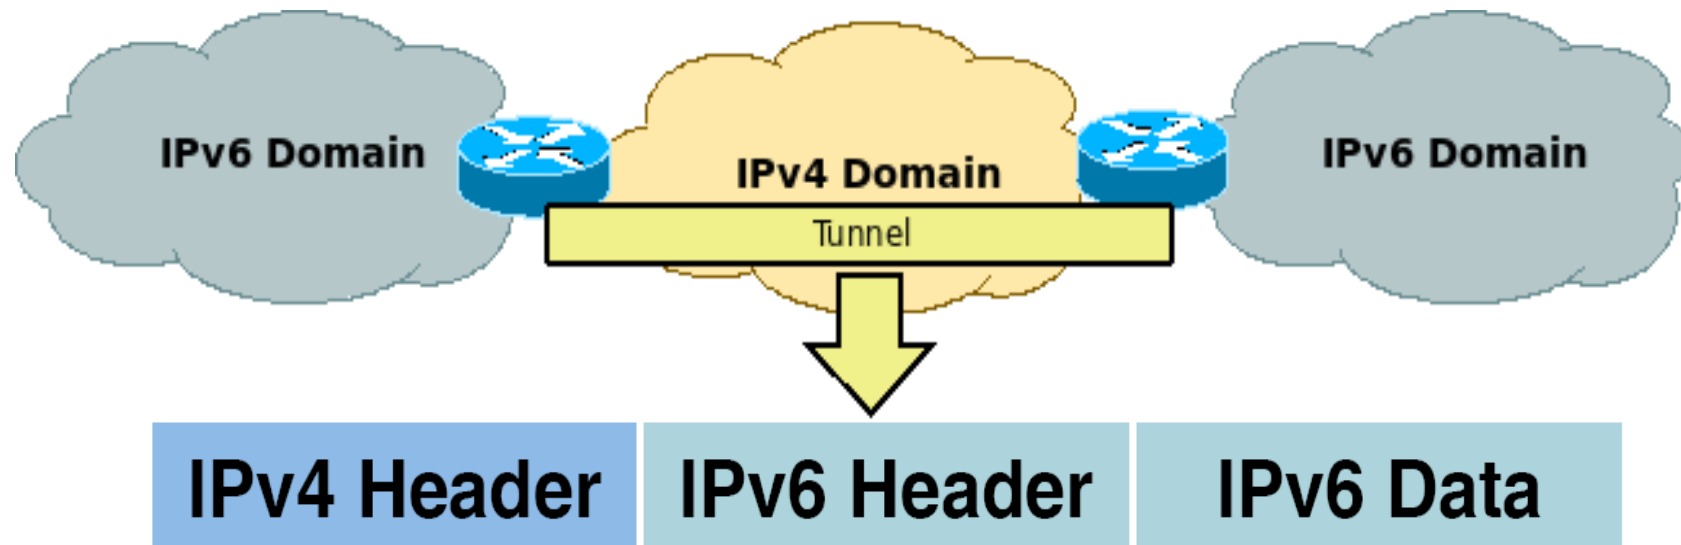 IPv6 Domain
IPv4 Domain
IPv6 Domain
Tunnel
IPv4 Header
IPv6 Header
IPv6 Data